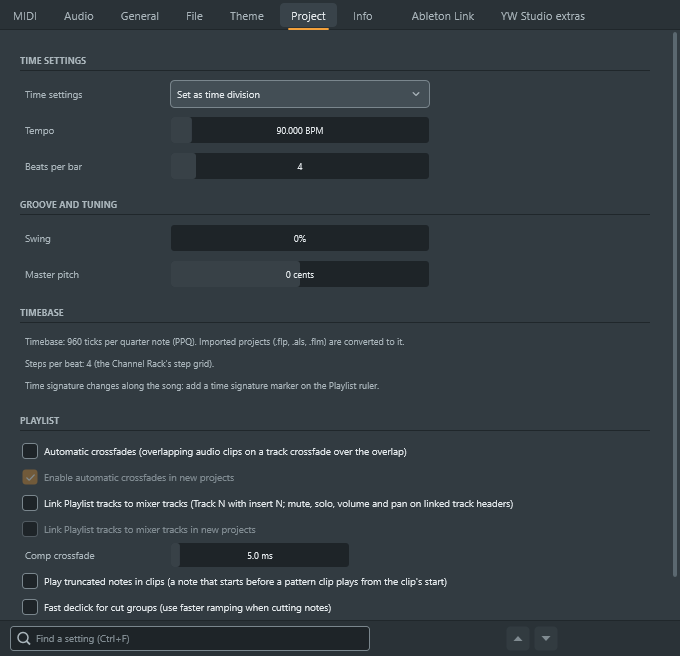 MIDI Audio General File Theme Project Info Ableton Link YW Studio extras
TIME SETTINGS
Time settings Set as time division
Tempo 90.000 BPM
Beats per bar 4
GROOVE AND TUNING
Swing 0%
Master pitch 0 cents
TIMEBASE
Timebase: 960 ticks per quarter note (PPQ). Imported projects (.flp, .als, .flm) are converted to it.
Steps per beat: 4 (the Channel Rack's step grid).
Time signature changes along the song: add a time signature marker on the Playlist ruler.
PLAYLIST
Automatic crossfades (overlapping audio clips on a track crossfade over the overlap)
Enable automatic crossfades in new projects
Link Playlist tracks to mixer tracks (Track N with insert N; mute, solo, volume and pan on linked track headers)
Link Playlist tracks to mixer tracks in new projects
Comp crossfade 5.0 ms
Play truncated notes in clips (a note that starts before a pattern clip plays from the clip's start)
Fast declick for cut groups (use faster ramping when cutting notes)
Find a setting (Ctrl+F)